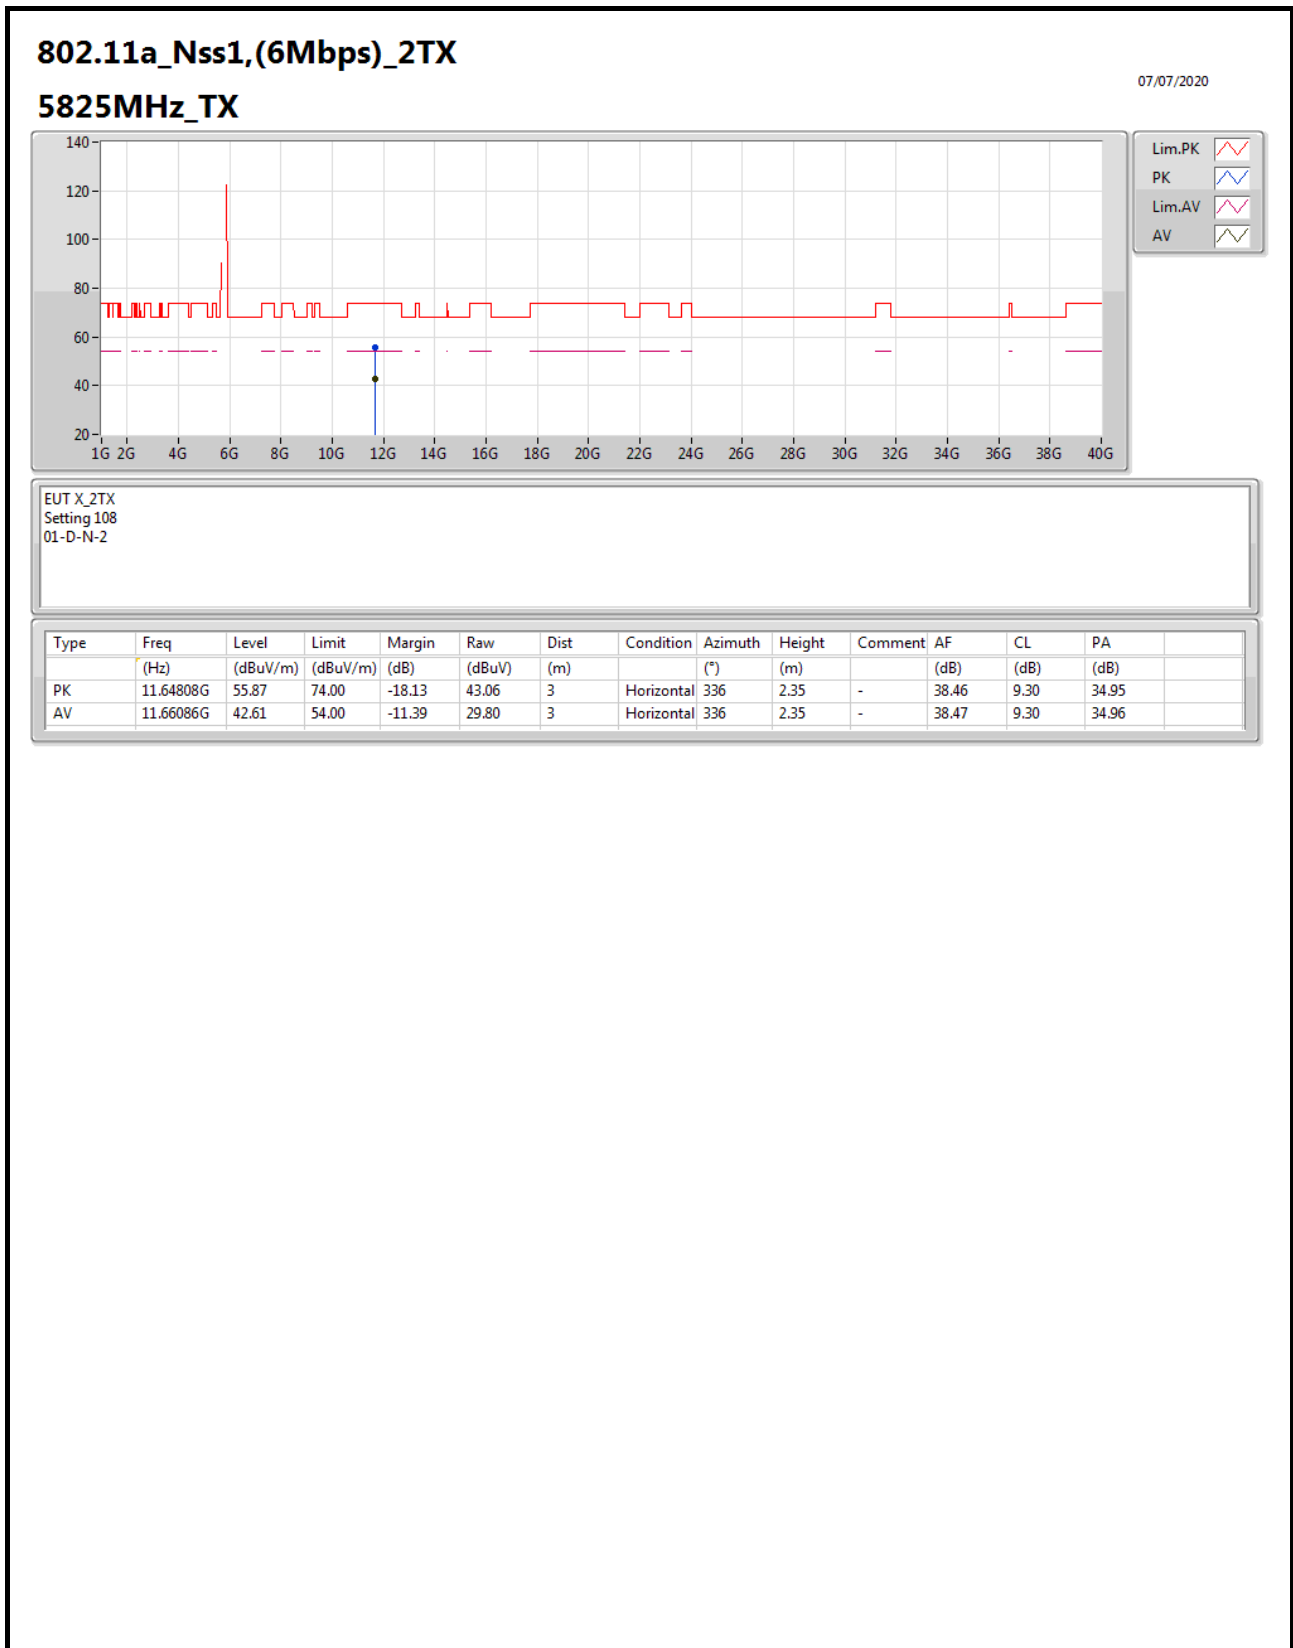 802.11a_Nss1,(6Mbps)_2TX
07/07/2020
5825MHz_TX
140
120
100
80
60
40
20
1G 2G 4G 6G 8G 10G 12G 14G 16G 18G 20G 22G 24G 26G 28G 30G 32G 34G 36G 38G 40G
Lim.PK
PK
Lim.AV
AV
EUT X_2TX
Setting 108
01-D-N-2
Type Freq Level Limit Margin Raw Dist Condition Azimuth Height Comment AF CL PA
(Hz) (dBuV/m) (dBuV/m) (dB) (dBuV) (m) (°) (m) (dB) (dB) (dB)
PK 11.64808G 55.87 74.00 -18.13 43.06 3 Horizontal 336 2.35 - 38.46 9.30 34.95
AV 11.66086G 42.61 54.00 -11.39 29.80 3 Horizontal 336 2.35 - 38.47 9.30 34.96